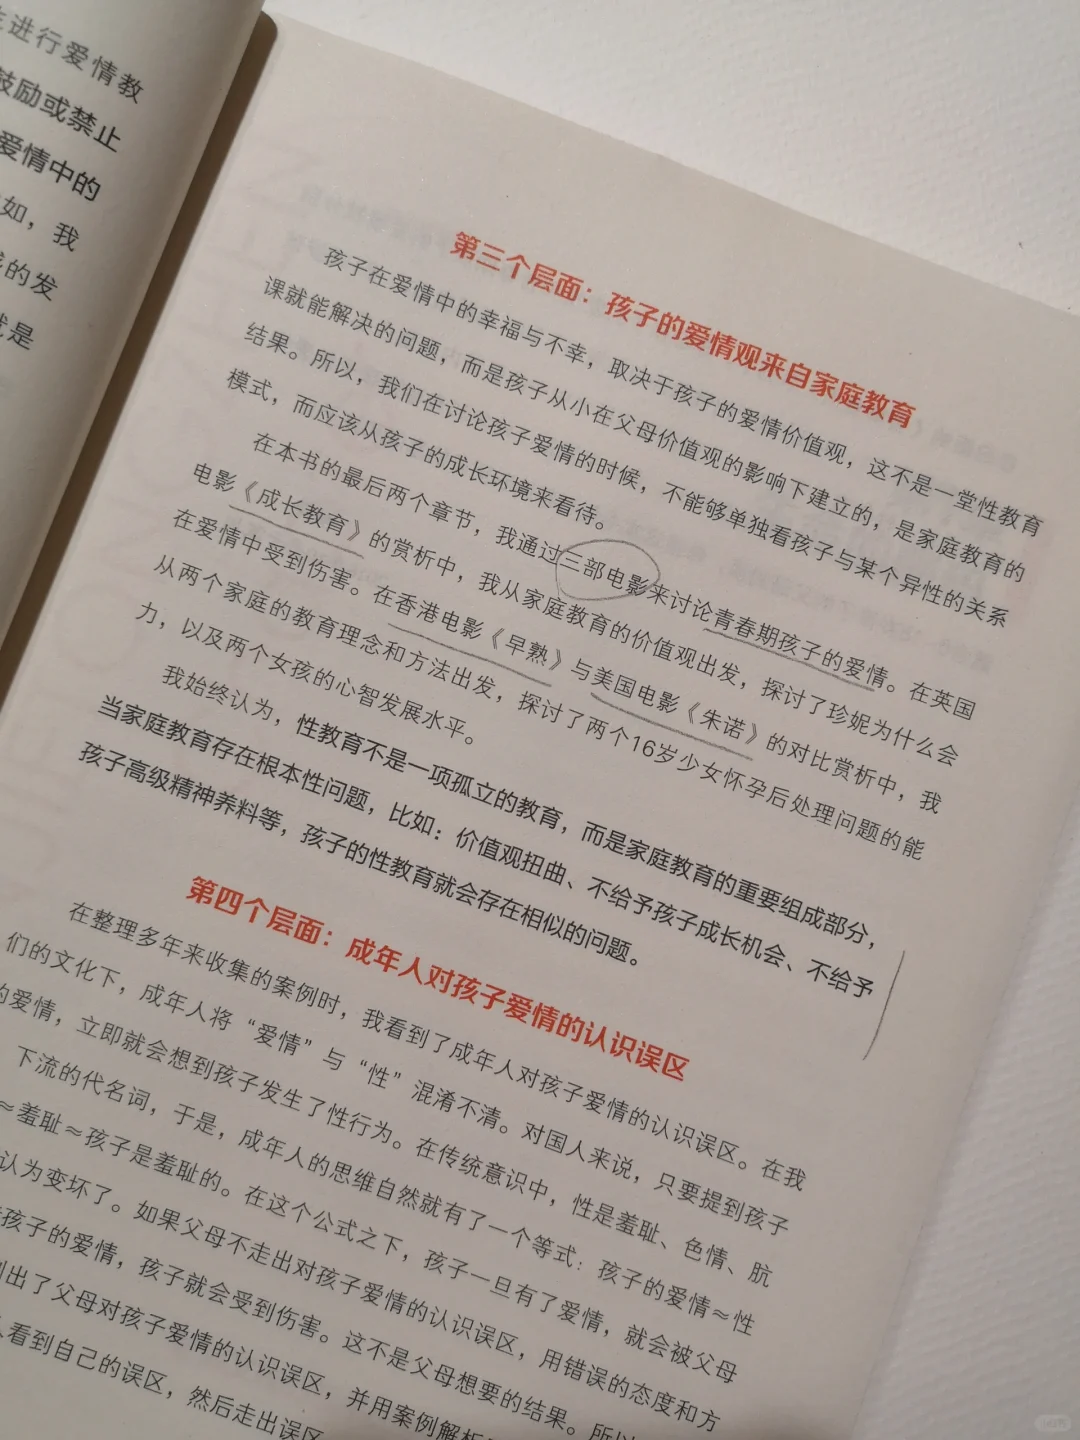 进行爱情教
鼓励或禁止
爱情中的
如，我
的发
就是
第三个层面：孩子的爱情观来自家庭教育
孩子在爱情中的幸福与不幸，取决于孩子的爱情价值观，这不是一堂性教育
课就能解决的问题，而是孩子从小在父母价值观的影响下建立的，是家庭教育的
结果。所以，我们在讨论孩子爱情的时候，不能够单独看孩子与某个异性的关系
模式，而应该从孩子的成长环境来看待。
在本书的最后两个章节，我通过三部电影来讨论青春期孩子的爱情。在英国
电影《成长教育》的赏析中，我从家庭教育的价值观出发，探讨了珍妮为什么会
在爱情中受到伤害。在香港电影《早熟》与美国电影《朱诺》的对比赏析中，我
从两个家庭的教育理念和方法出发，探讨了两个16岁少女怀孕后处理问题的能
力，以及两个女孩的心智发展水平。
我始终认为，性教育不是一项孤立的教育，而是家庭教育的重要组成部分，
当家庭教育存在根本性问题，比如：价值观扭曲、不给予孩子成长机会、不给予
孩子高级精神养料等，孩子的性教育就会存在相似的问题。
第四个层面：成年人对孩子爱情的认识误区
在整理多年来收集的案例时，我看到了成年人对孩子爱情的认识误区。在我
们的文化下，成年人将“爱情”与“性”混淆不清。对国人来说，只要提到孩子
的爱情，立即就会想到孩子发生了性行为。在传统意识中，性是羞耻、色情、肮
下流的代名词，于是，成年人的思维自然就有了一个等式：孩子的爱情≈性
≈羞耻≈孩子是羞耻的。在这个公式之下，孩子一旦有了爱情，就会被父母
认为变坏了。如果父母不走出对孩子爱情的认识误区，用错误的态度和方
孩子的爱情，孩子就会受到伤害。这不是父母想要的结果。所以
列出了父母对孩子爱情的认识误区，并用案例解析
看到自己的误区，然后走出误区